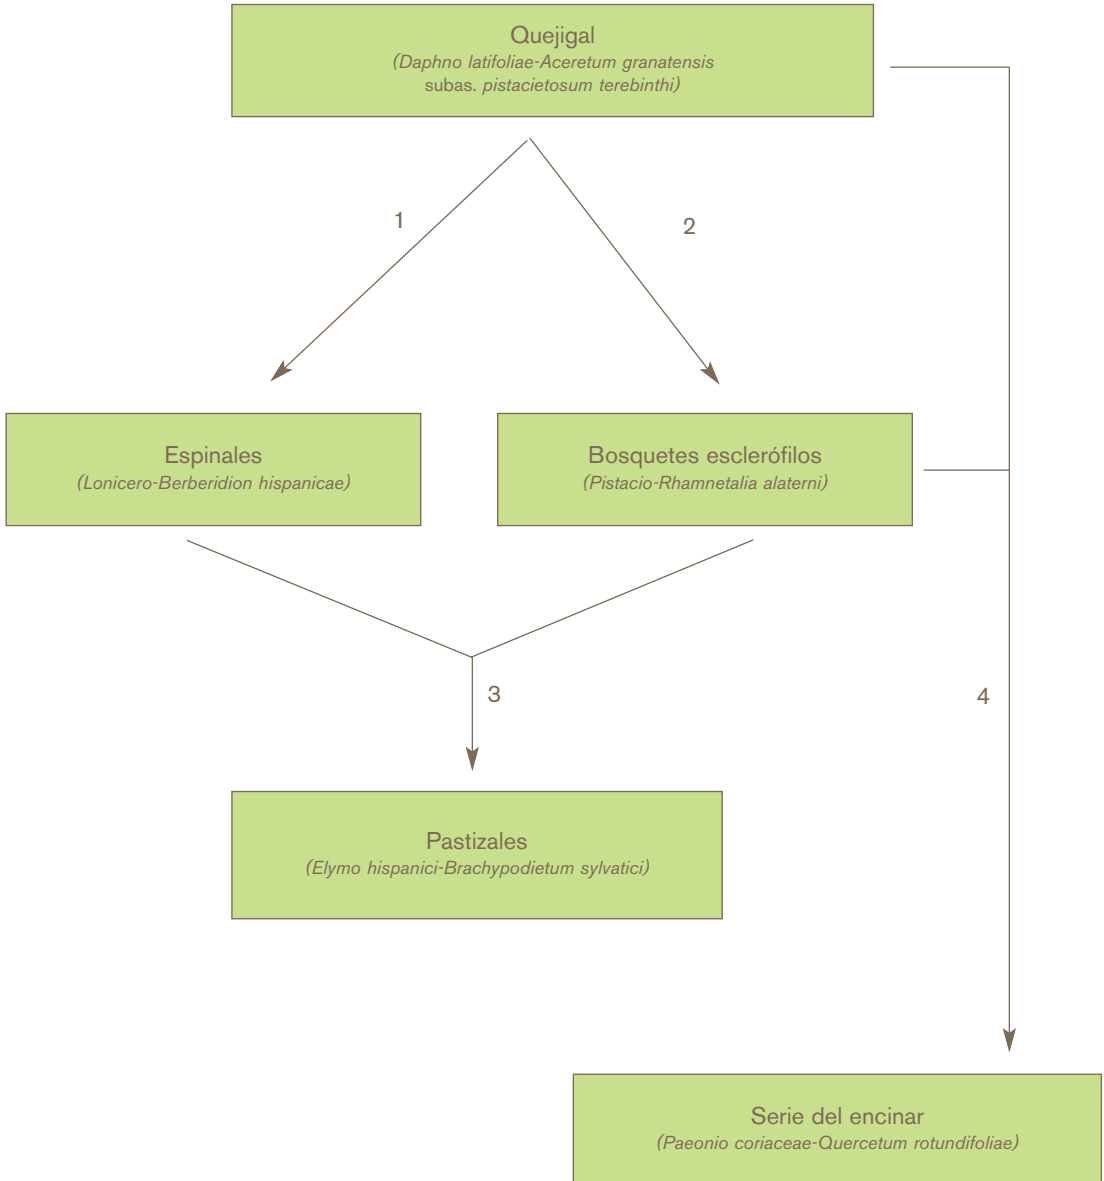 Quejigal
(Daphno latifoliae-Aceretum granatensis
subas. pistacietosum terebinthi)
1
2
Espinales
(Lonicero-Berberidion hispanicae)
Bosquetes esclerófilos
(Pistacio-Rhamnetalia alaterni)
3
4
Pastizales
(Elymo hispanici-Brachypodietum sylvatici)
Serie del encinar
(Paeonio coriaceae-Quercetum rotundifoliae)